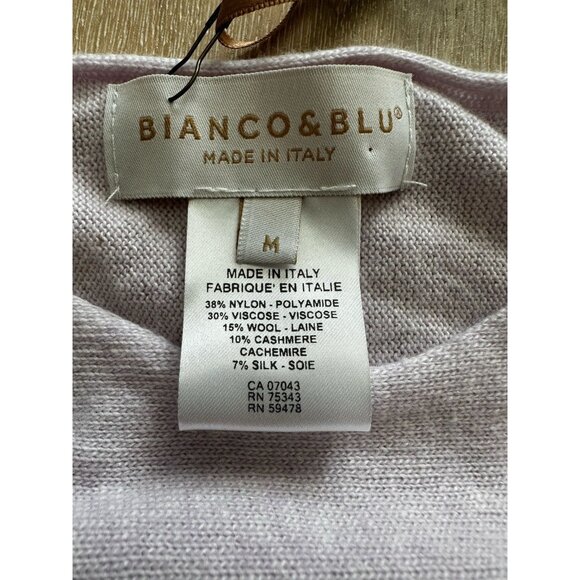 BIANCO & BLU®
MADE IN ITALY
M
MADE IN ITALY
FABRIQUE' EN ITALIE
38% NYLON - POLYAMIDE
30% VISCOSE - VISCOSE
15% WOOL - LAINE
10% CASHMERE
CACHEMIRE
7% SILK - SOIE
CA 07043
RN 75343
RN 59478